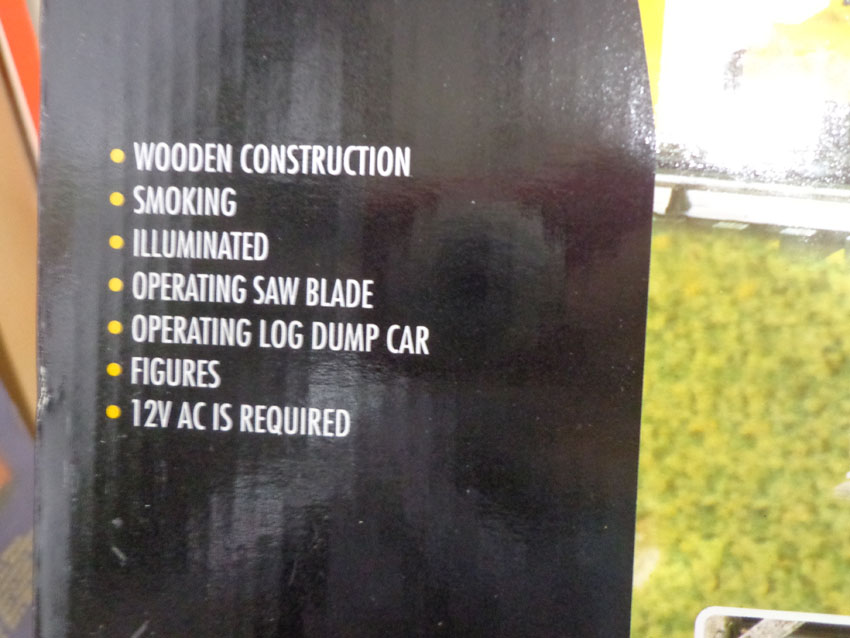 • WOODEN CONSTRUCTION
• SMOKING
• ILLUMINATED
• OPERATING SAW BLADE
• OPERATING LOG DUMP CAR
• FIGURES
• 12V AC IS REQUIRED